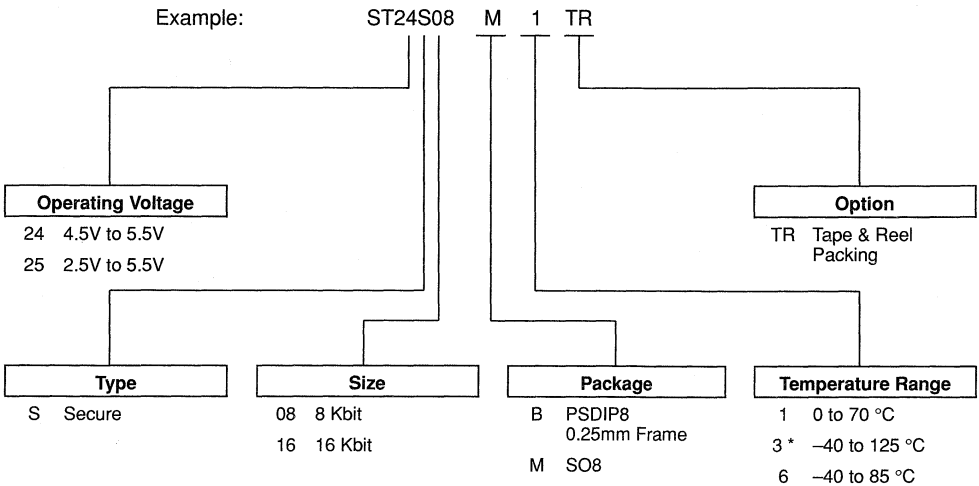 Example: ST24S08 M 1 TR
Operating Voltage
24 4.5V to 5.5V
25 2.5V to 5.5V
Option
TR Tape & Reel
Packing
Type
S Secure
Size
08 8 Kbit
16 16 Kbit
Package
B PSDIP8
0.25mm Frame
M SO8
Temperature Range
1 0 to 70 °C
3 * –40 to 125 °C
6 –40 to 85 °C